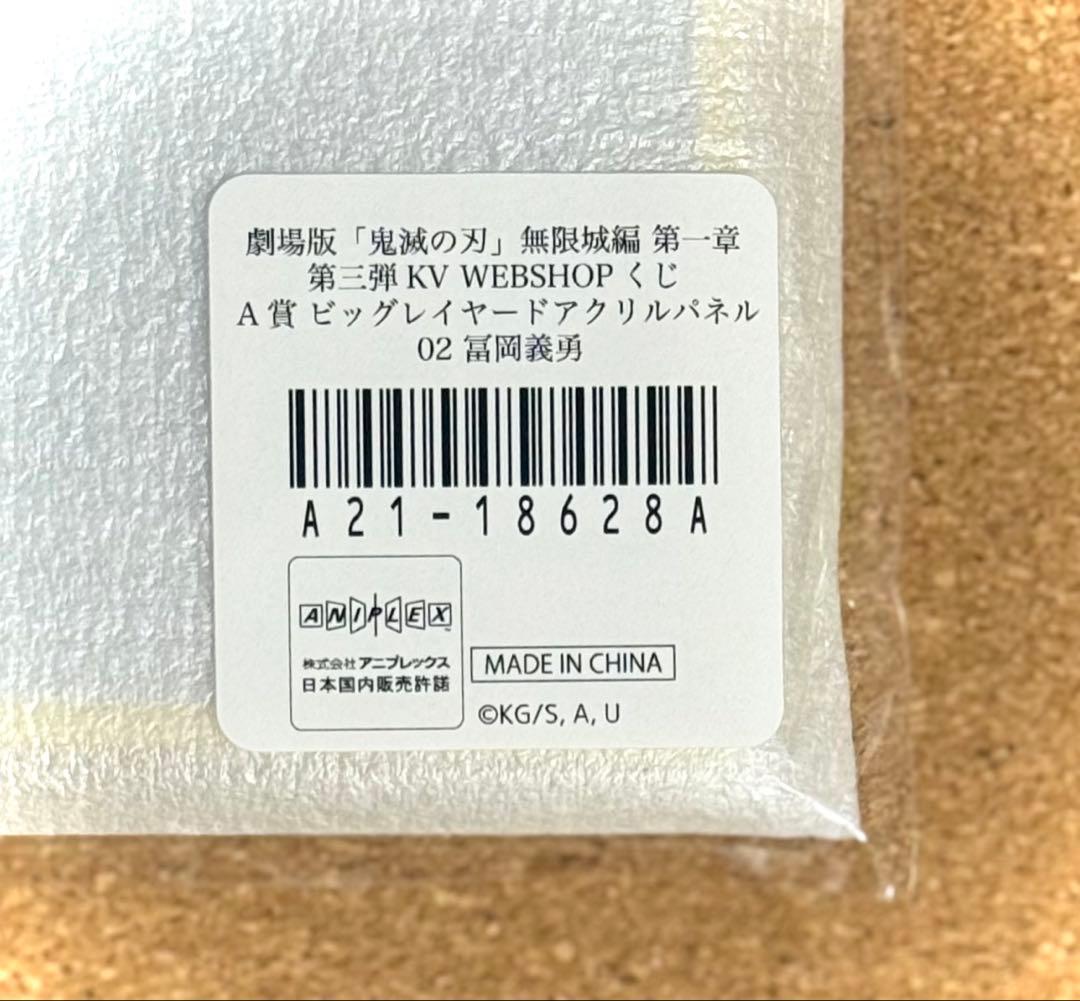 劇場版「鬼滅の刃」無限城編 第一章
第三弾 KV WEBSHOP くじ
A 賞 ビッグレイヤードアクリルパネル
02 冨岡義勇
A21-18628A
ANIPLEX
株式会社アニプレックス
日本国内販売許諾
MADE IN CHINA
©KG/S, A, U